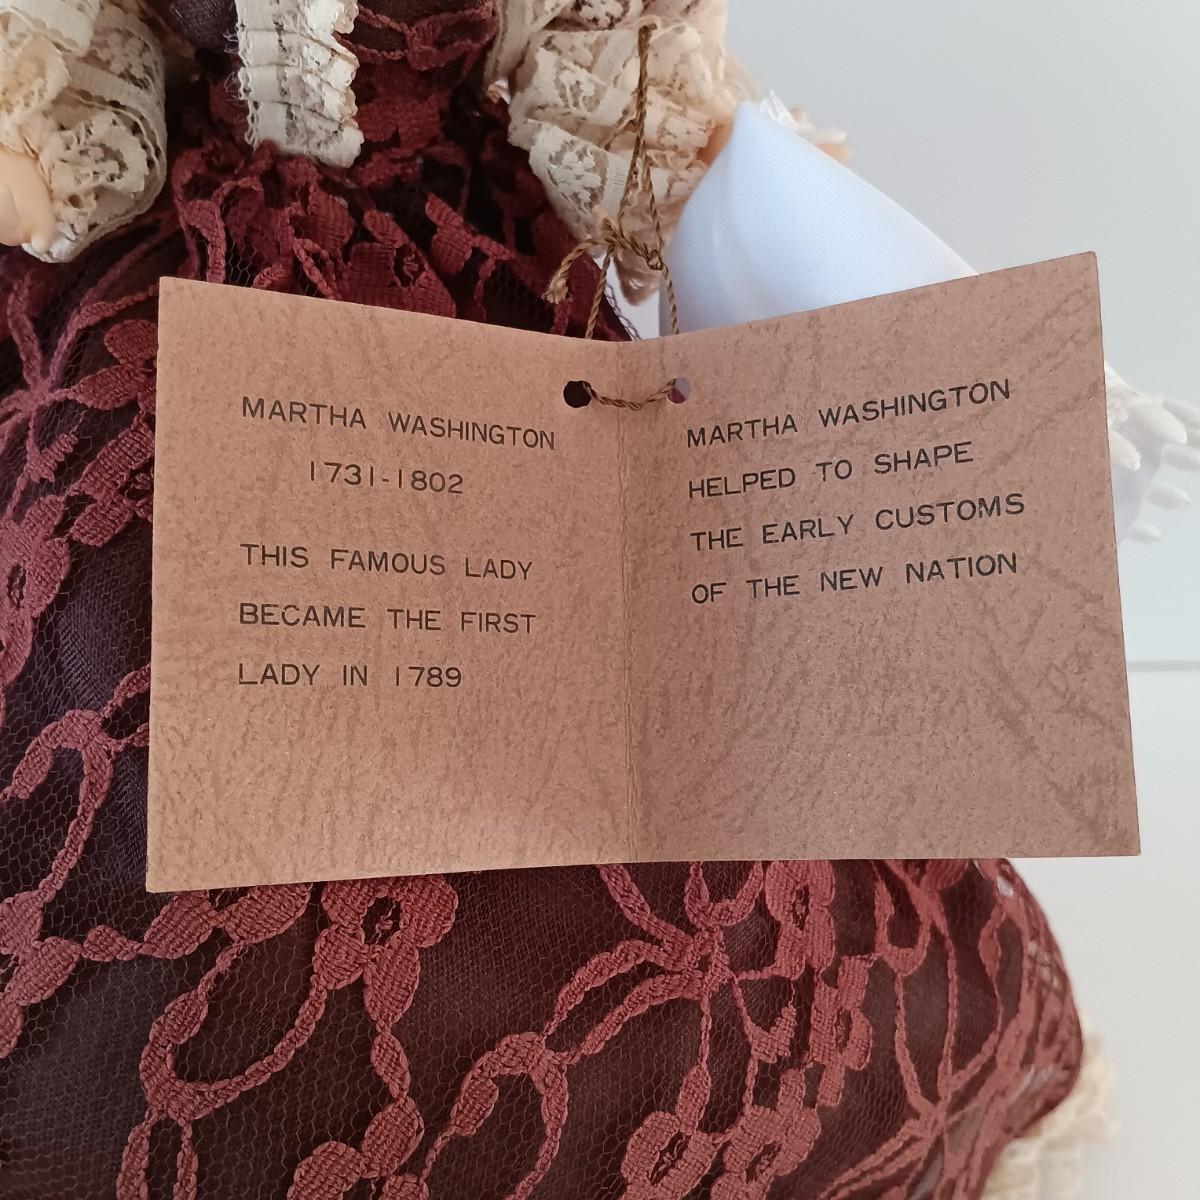 MARTHA WASHINGTON
1731-1802
THIS FAMOUS LADY
BECAME THE FIRST
LADY IN 1789
MARTHA WASHINGTON
HELPED TO SHAPE
THE EARLY CUSTOMS
OF THE NEW NATION